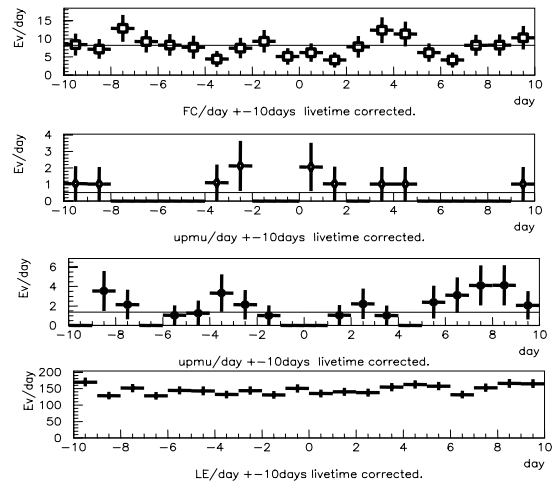 Ev/day
15
10
5
0
−10 −8 −6 −4 −2 0 2 4 6 8 10
day
FC/day +−10days livetime corrected.
Ev/day
4
3
2
1
0
−10 −8 −6 −4 −2 0 2 4 6 8 10
day
upmu/day +−10days livetime corrected.
Ev/day
6
4
2
0
−10 −8 −6 −4 −2 0 2 4 6 8 10
day
upmu/day +−10days livetime corrected.
Ev/day
200
150
100
50
0
−10 −8 −6 −4 −2 0 2 4 6 8 10
day
LE/day +−10days livetime corrected.